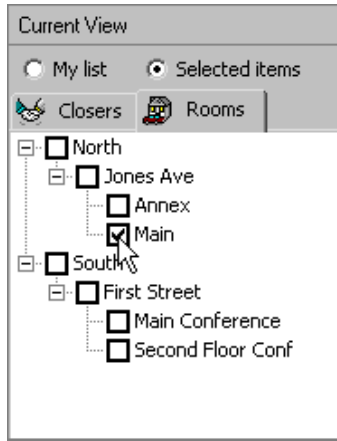 Current View
My list Selected items
Closers Rooms
North
Jones Ave
Annex
Main
South
First Street
Main Conference
Second Floor Conf